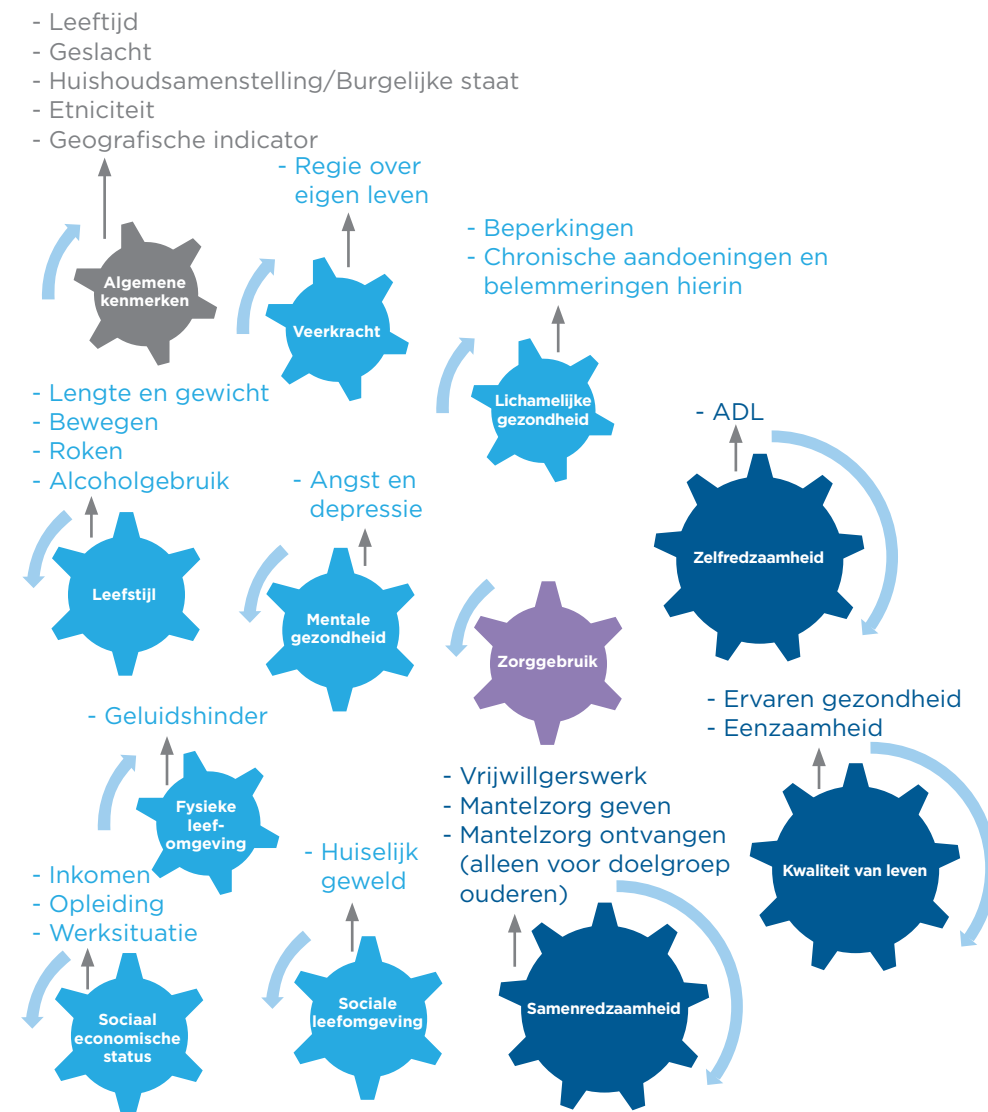 - Leeftijd
- Geslacht
- Huishoudsamenstelling/Burgelijke staat
- Etniciteit
- Geografische indicator
Algemene
kenmerken
- Regie over
eigen leven
Veerkracht
- Beperkingen
- Chronische aandoeningen en
belemmeringen hierin
Lichamelijke
gezondheid
- Lengte en gewicht
- Bewegen
- Roken
- Alcoholgebruik
Leefstijl
- Angst en
depressie
Mentale
gezondheid
Zorggebruik
- ADL
Zelfredzaamheid
- Geluidshinder
Fysieke
leef-
omgeving
- Ervaren gezondheid
- Eenzaamheid
Kwaliteit van leven
- Inkomen
- Opleiding
- Werksituatie
Sociaal
economische
status
- Huiselijk
geweld
Sociale
leefomgeving
- Vrijwillgerswerk
- Mantelzorg geven
- Mantelzorg ontvangen
(alleen voor doelgroep
ouderen)
Samenredzaamheid